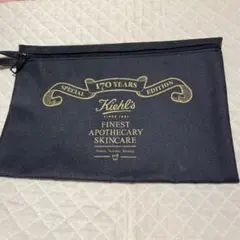 SPECIAL 170 YEARS EDITION
Kiehl's
SINCE 1851
FINEST
APOTHECARY
SKINCARE